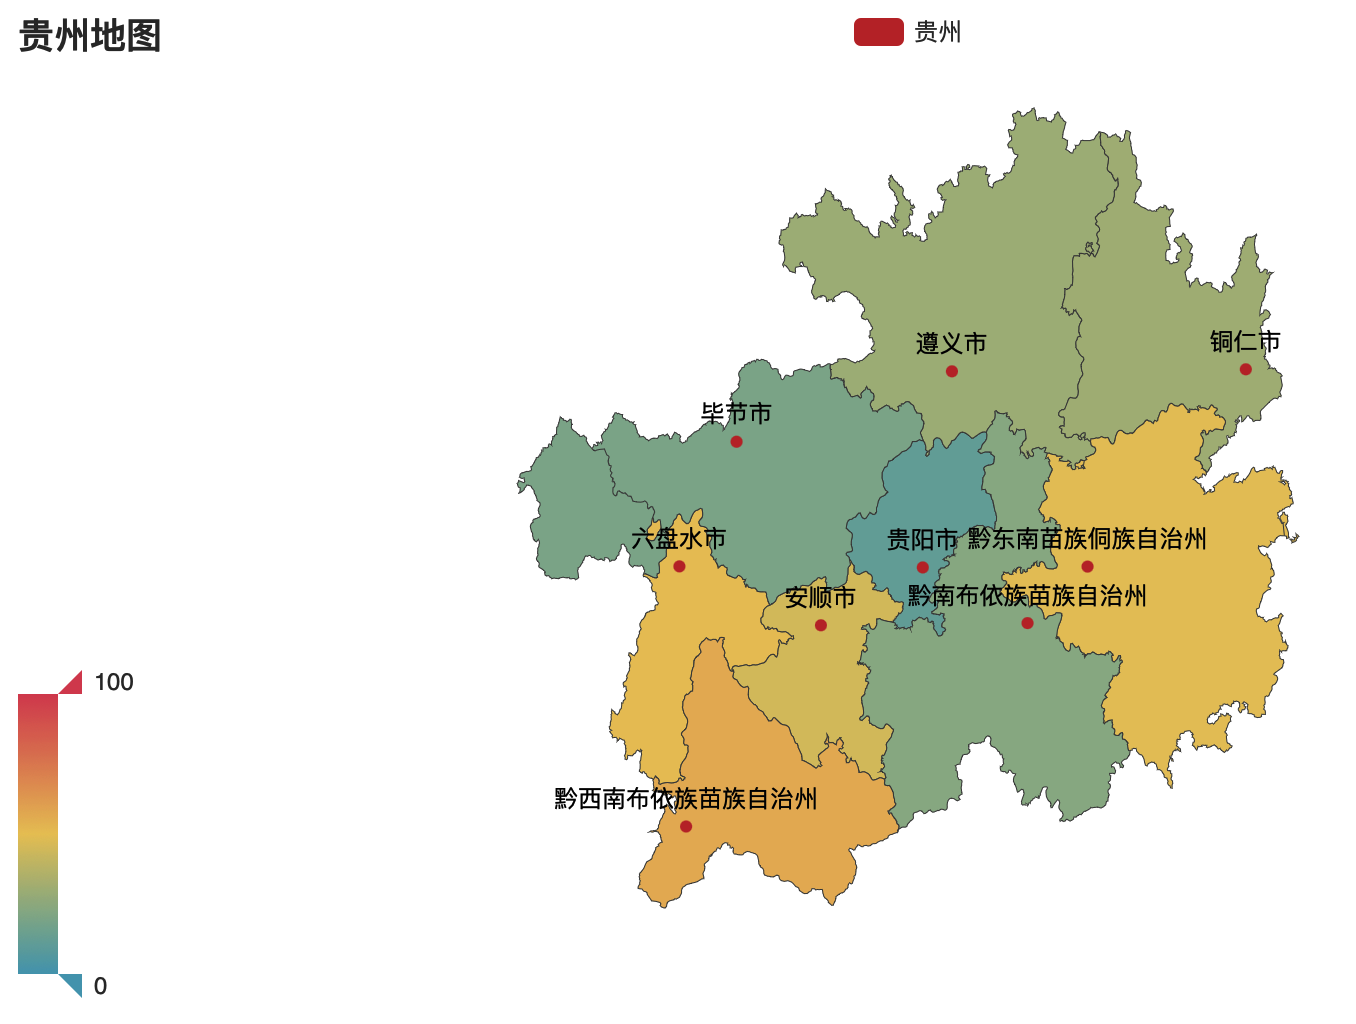 贵州地图
贵州
遵义市
铜仁市
毕节市
六盘水市
贵阳市
黔东南苗族侗族自治州
安顺市
黔南布依族苗族自治州
黔西南布依族苗族自治州
100
0